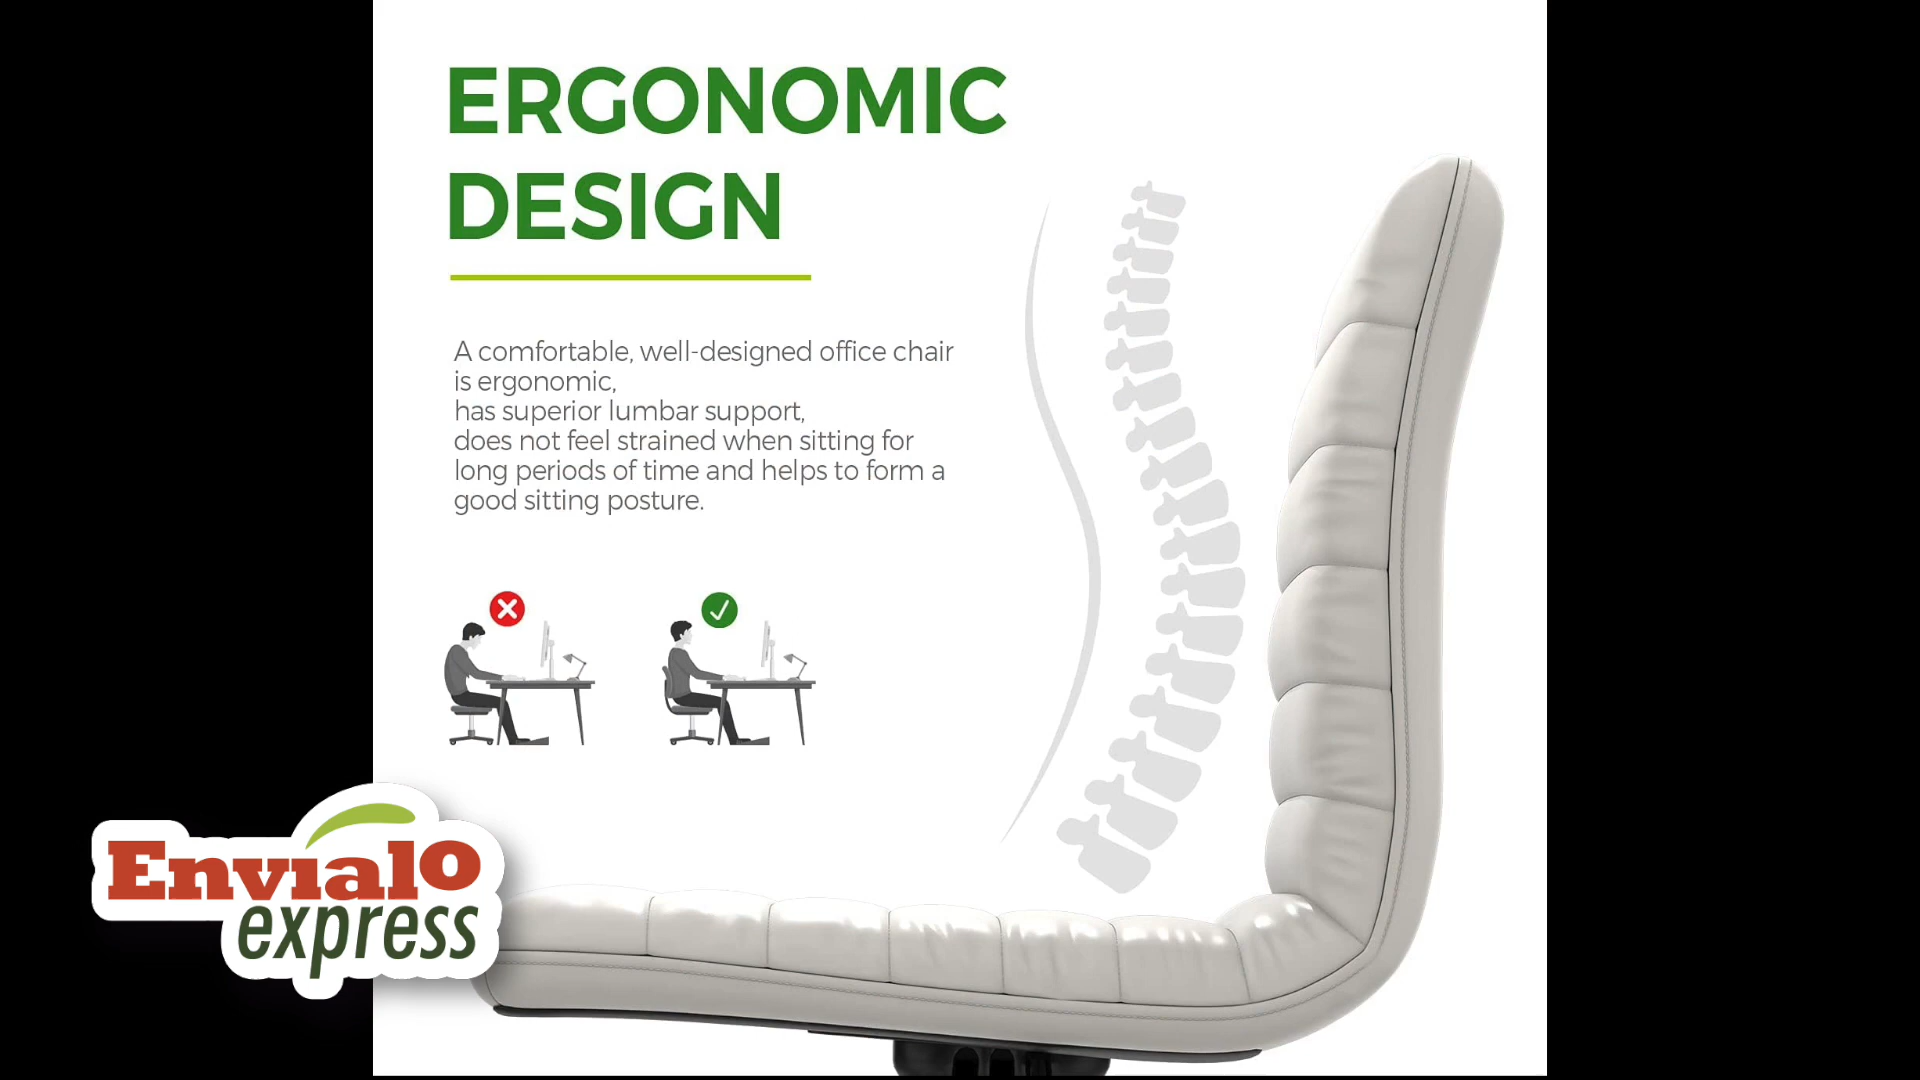 ERGONOMIC
DESIGN
A comfortable, well-designed office chair
is ergonomic,
has superior lumbar support,
does not feel strained when sitting for
long periods of time and helps to form a
good sitting posture.
Envialo
express